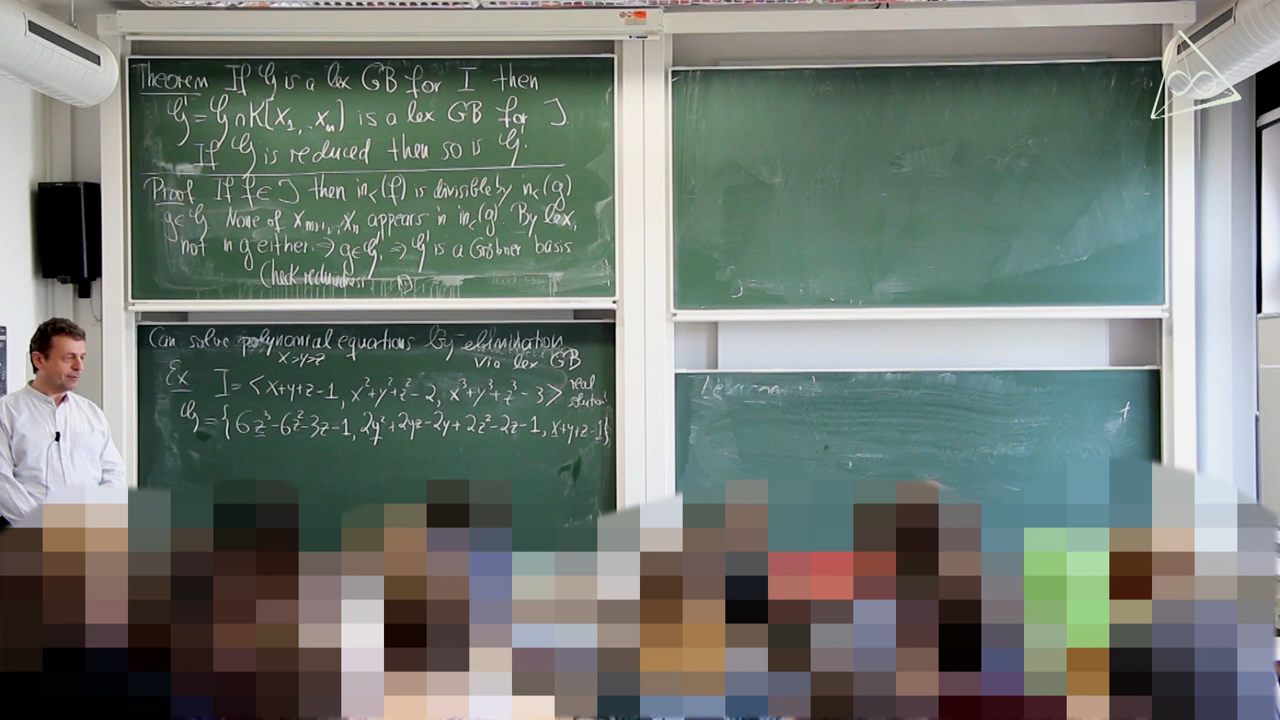 Theorem If 𝒢 is a lex GB for I then
𝒢' = 𝒢 ∩ K[x₁,..,xₘ] is a lex GB for J.
If 𝒢 is reduced then so is 𝒢'.
Proof If f ∈ J then in<(f) is divisible by in<(g)
g ∈ 𝒢 None of xₘ₊₁,..,xₙ appears in in<(g). By lex,
not in g either. ⇒ g ∈ 𝒢' ⇒ 𝒢' is a Gröbner basis
Check reducedness. □
Can solve polynomial equations by elimination
x>y>z via lex GB
Ex I = < x+y+z-1, x²+y²+z²-2, x³+y³+z³-3 > real
𝒢 = { 6z³-6z²-3z-1, 2y²+2yz-2y+2z²-2z-1, x+y+z-1 }